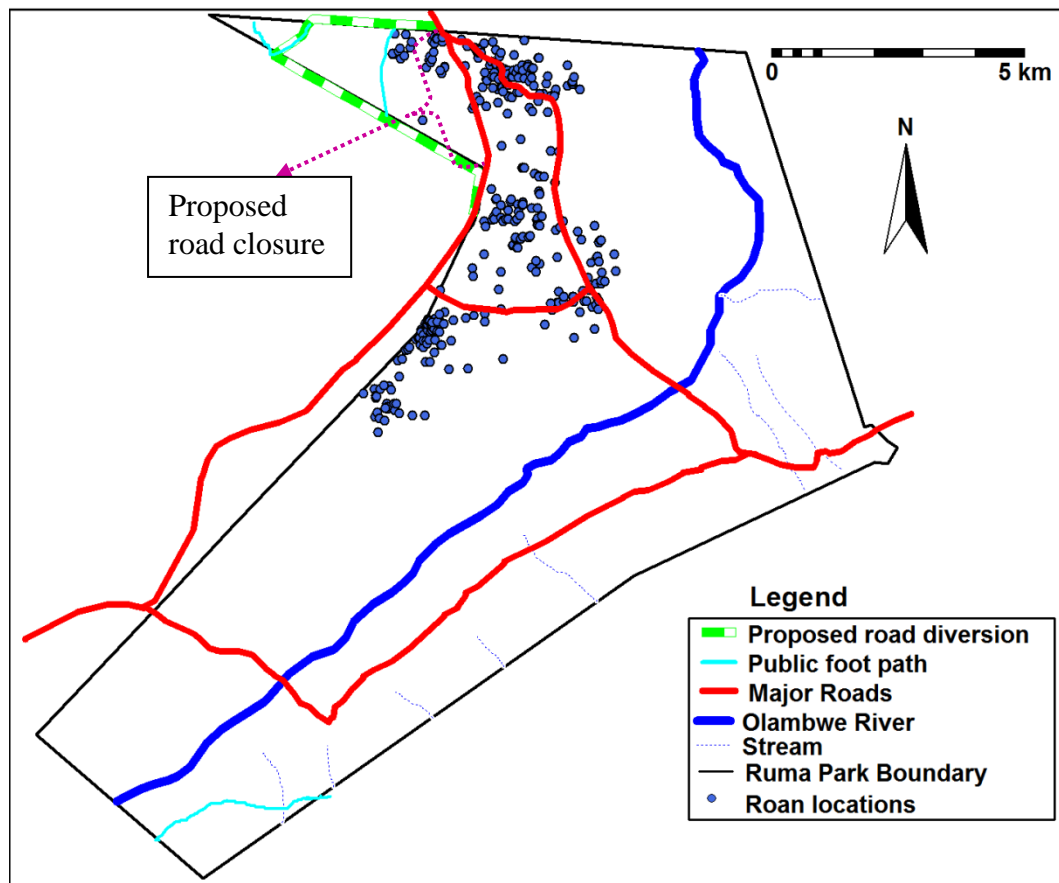 0 5 km
N
Proposed
road closure
Legend
Proposed road diversion
Public foot path
Major Roads
Olambwe River
Stream
Ruma Park Boundary
Roan locations